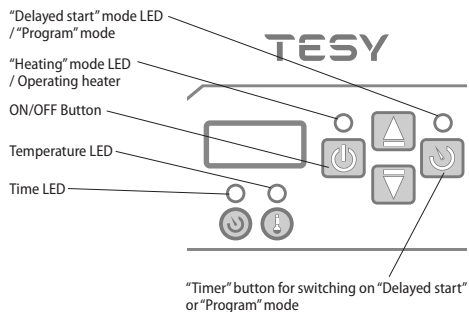 “Delayed start” mode LED
/ “Program” mode
TESY
“Heating” mode LED
/ Operating heater
ON/OFF Button
Temperature LED
Time LED
“Timer” button for switching on “Delayed start”
or “Program” mode